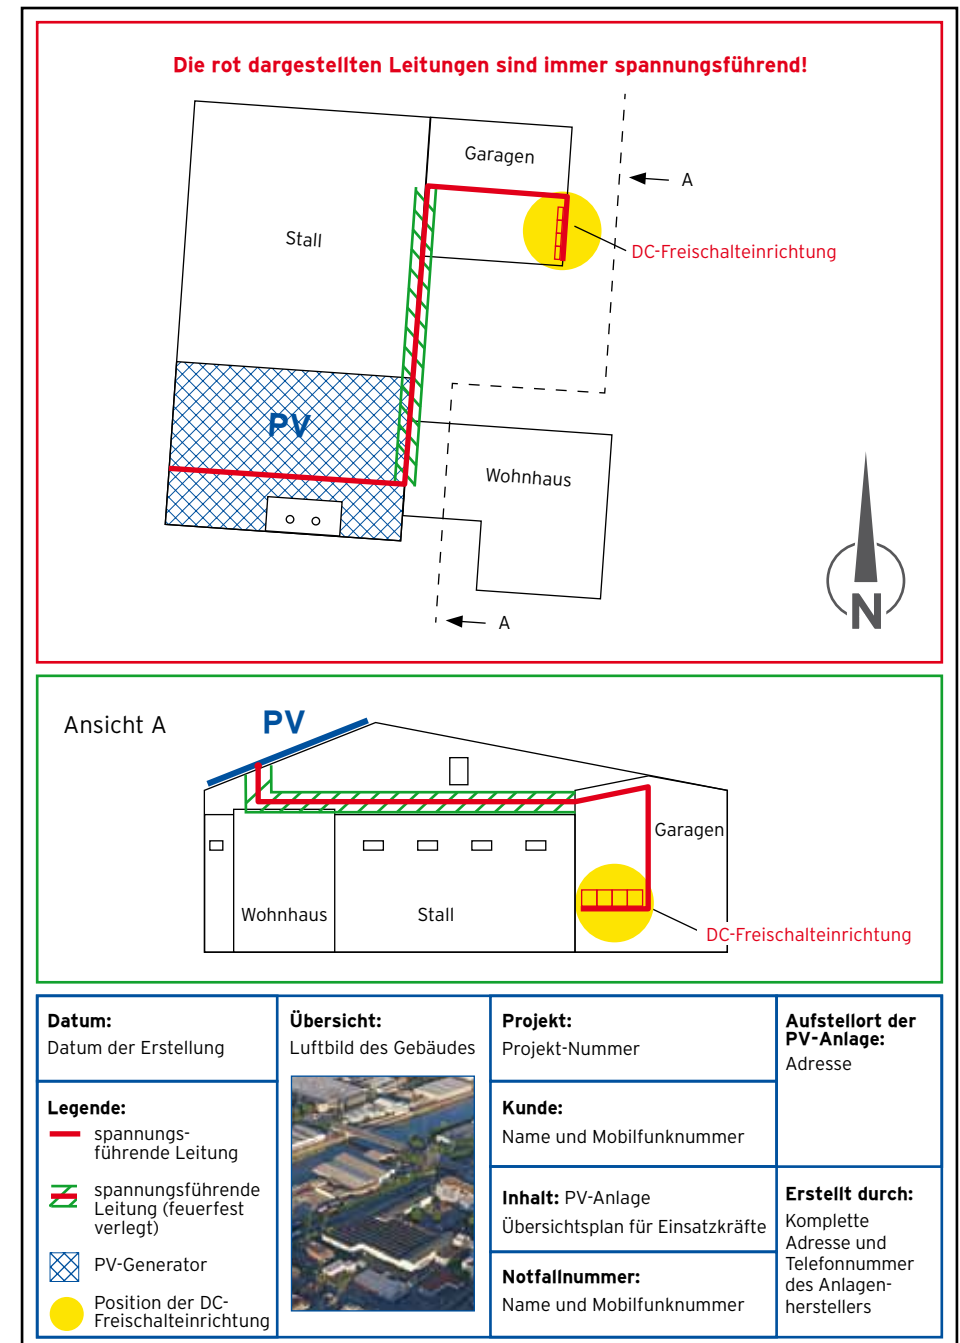 Die rot dargestellten Leitungen sind immer spannungsführend!
Garagen
A
Stall
DC-Freischalteinrichtung
PV
Wohnhaus
N
A
Ansicht A
PV
Garagen
Wohnhaus
Stall
DC-Freischalteinrichtung
Datum:
Datum der Erstellung
Legende:
spannungs-
führende Leitung
spannungsführende
Leitung (feuerfest
verlegt)
PV-Generator
Position der DC-
Freischalteinrichtung
Übersicht:
Luftbild des Gebäudes
Projekt:
Projekt-Nummer
Kunde:
Name und Mobilfunknummer
Inhalt: PV-Anlage
Übersichtsplan für Einsatzkräfte
Notfallnummer:
Name und Mobilfunknummer
Aufstellort der
PV-Anlage:
Adresse
Erstellt durch:
Komplette
Adresse und
Telefonnummer
des Anlagen-
herstellers